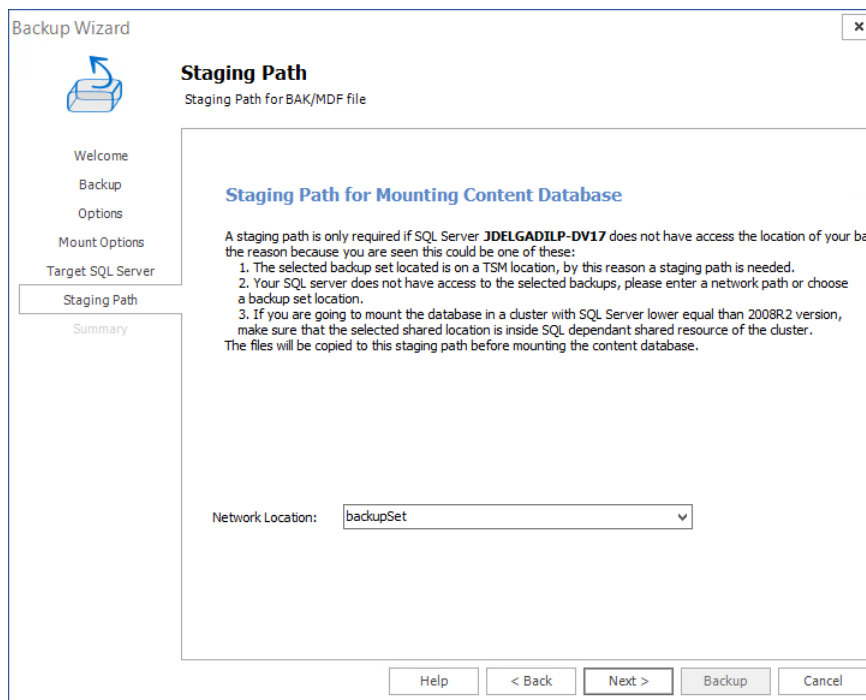 Backup Wizard
Staging Path
Staging Path for BAK/MDF file
Welcome
Backup
Options
Mount Options
Target SQL Server
Staging Path
Summary
Staging Path for Mounting Content Database
A staging path is only required if SQL Server JDELGADILP-DV17 does not have access the location of your ba
the reason because you are seen this could be one of these:
1. The selected backup set located is on a TSM location, by this reason a staging path is needed.
2. Your SQL server does not have access to the selected backups, please enter a network path or choose
a backup set location.
3. If you are going to mount the database in a cluster with SQL Server lower equal than 2008R2 version,
make sure that the selected shared location is inside SQL dependant shared resource of the cluster.
The files will be copied to this staging path before mounting the content database.
Network Location: backupSet
Help < Back Next > Backup Cancel